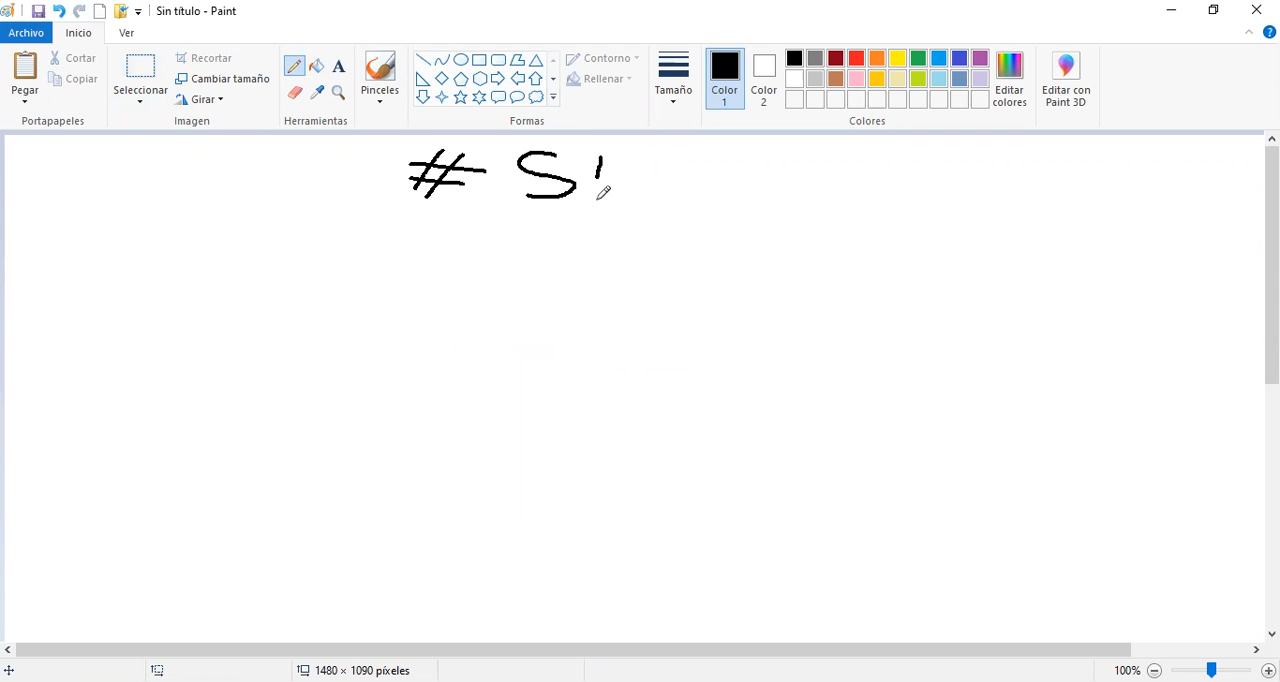 Sin título - Paint
Archivo Inicio Ver
Pegar
Cortar
Copiar
Portapapeles
Seleccionar
Recortar
Cambiar tamaño
Girar
Imagen
A
Herramientas
Pinceles
Contorno
Rellenar
Formas
Tamaño
Color 1
Color 2
Editar colores
Editar con Paint 3D
Colores
# S
1480 × 1090 píxeles
100%